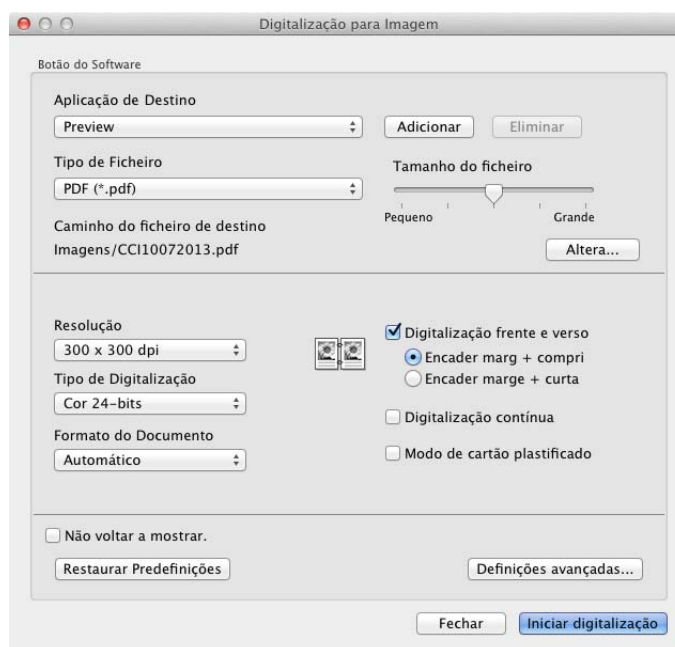 Digitalização para Imagem
Botão do Software
Aplicação de Destino
Preview
Adicionar
Eliminar
Tipo de Ficheiro
PDF (*.pdf)
Tamanho do ficheiro
Pequeno
Grande
Caminho do ficheiro de destino
Imagens/CCI10072013.pdf
Altera...
Resolução
300 x 300 dpi
Tipo de Digitalização
Cor 24-bits
Formato do Documento
Automático
Digitalização frente e verso
Encader marg + compri
Encader marge + curta
Digitalização contínua
Modo de cartão plastificado
Não voltar a mostrar.
Restaurar Predefinições
Definições avançadas...
Fechar
Iniciar digitalização